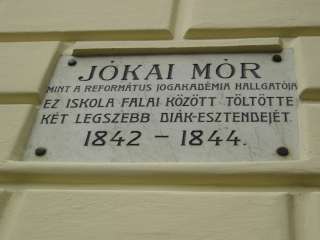 JÓKAI MÓR
MINT A REFORMÁTUS JOGAKADÉMIA HALLGATÓJA
EZ ISKOLA FALAI KÖZÖTT TÖLTÖTTE
KÉT LEGSZEBB DIÁK-ESZTENDEJÉT.
1842 – 1844.